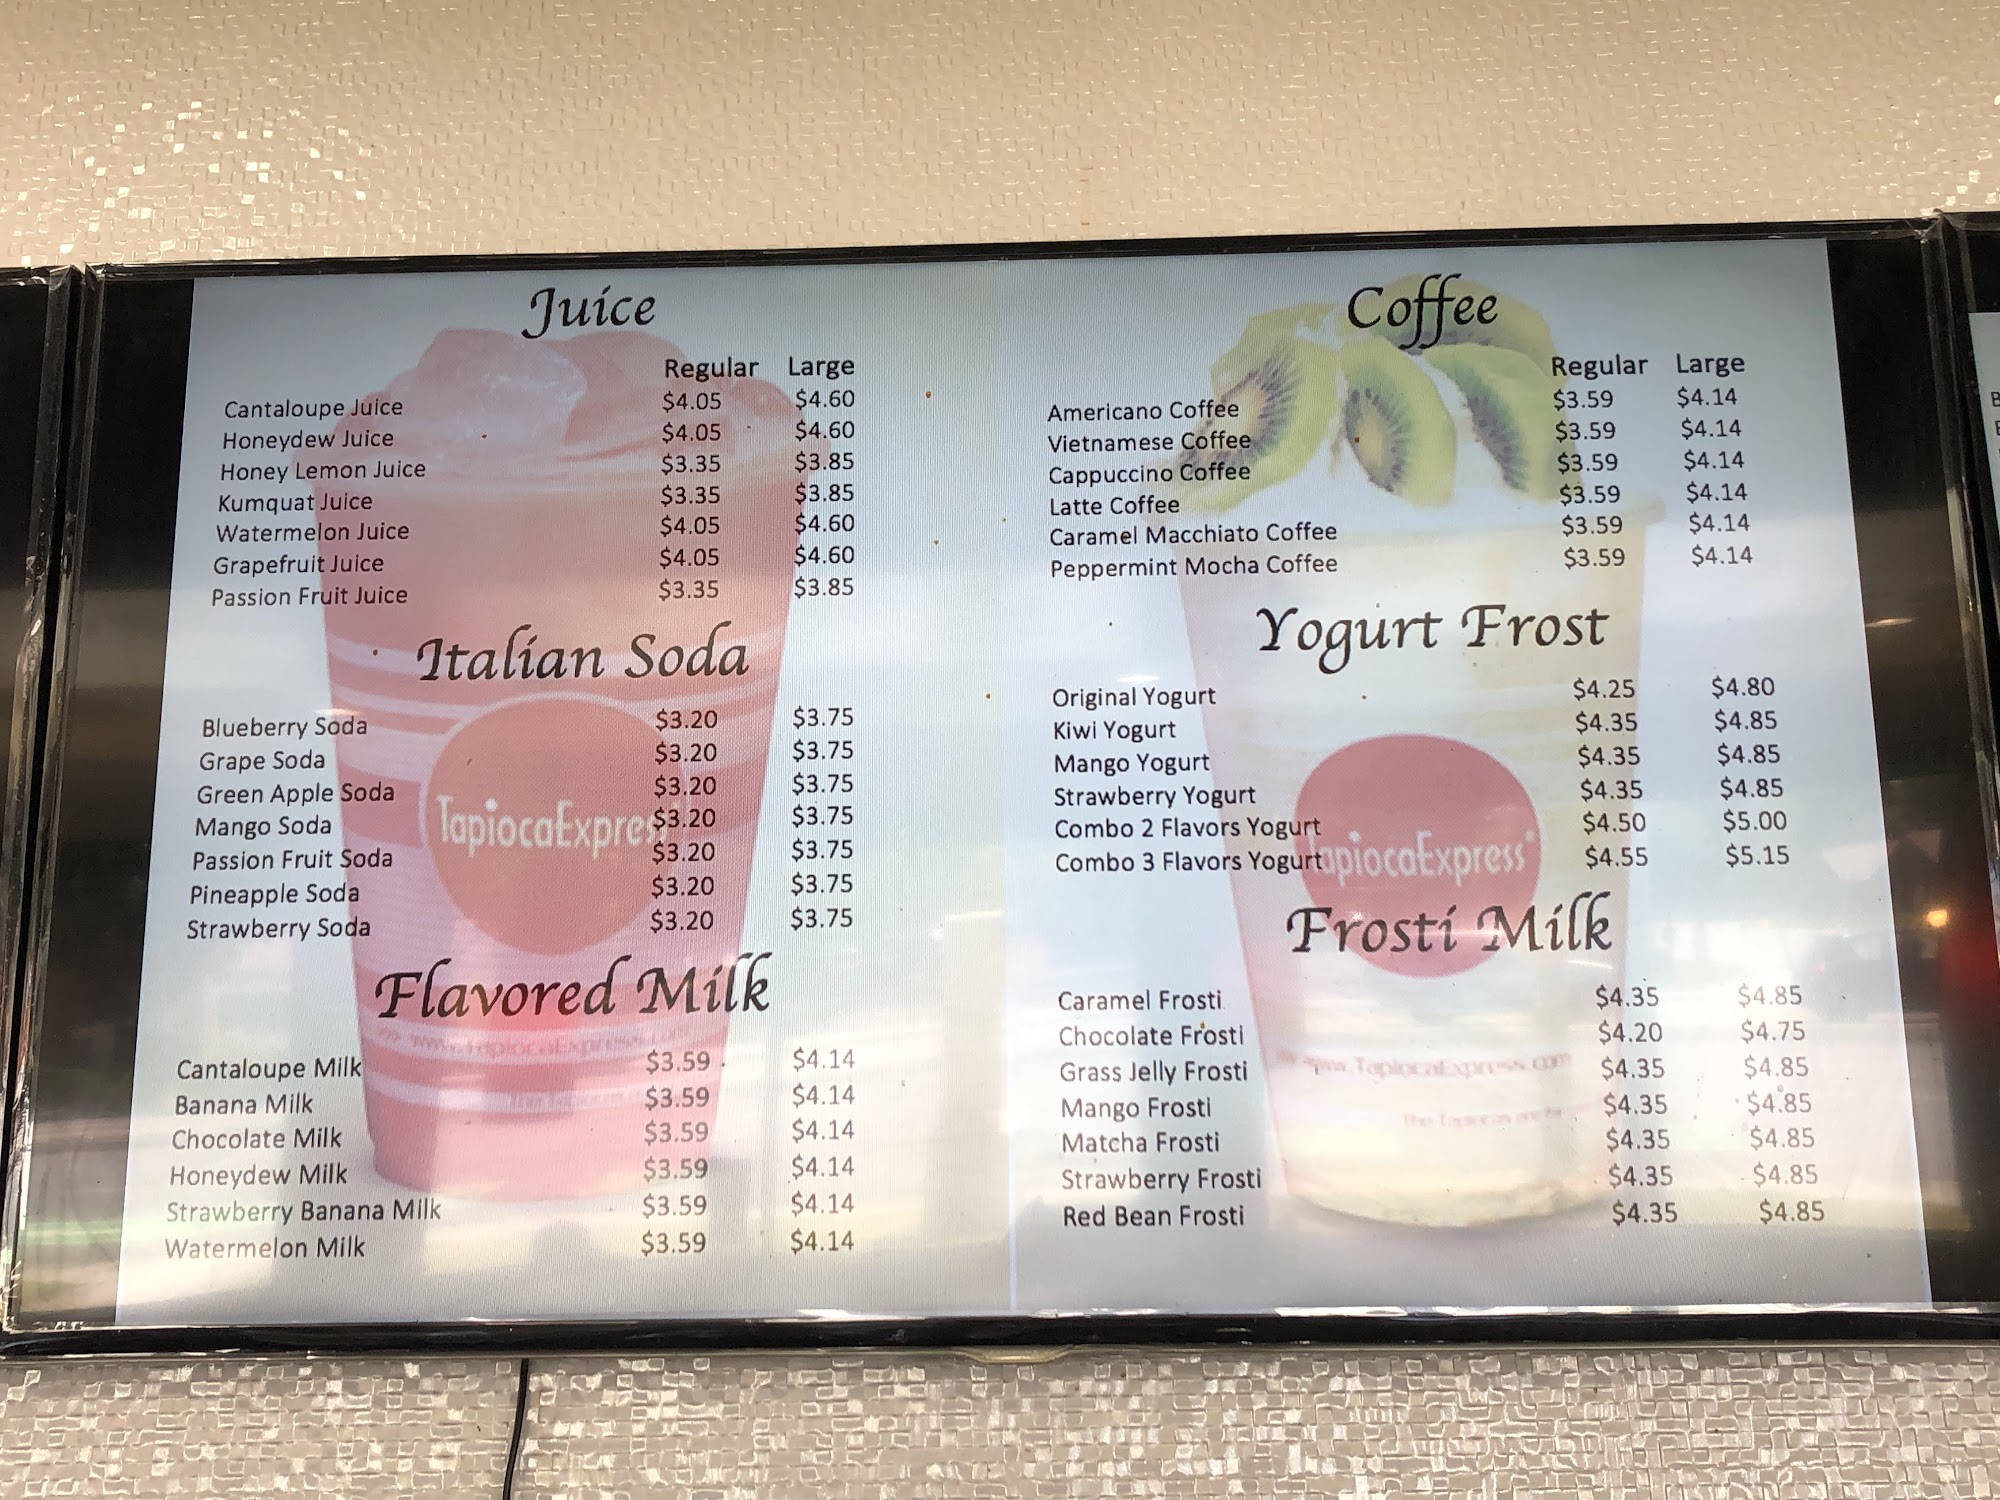 Juice
Regular Large
Cantaloupe Juice $4.05 $4.60
Honeydew Juice $4.05 $4.60
Honey Lemon Juice $3.35 $3.85
Kumquat Juice $3.35 $3.85
Watermelon Juice $4.05 $4.60
Grapefruit Juice $4.05 $4.60
Passion Fruit Juice $3.35 $3.85
Italian Soda
Blueberry Soda $3.20 $3.75
Grape Soda $3.20 $3.75
Green Apple Soda $3.20 $3.75
Mango Soda $3.20 $3.75
Passion Fruit Soda $3.20 $3.75
Pineapple Soda $3.20 $3.75
Strawberry Soda $3.20 $3.75
TapiocaExpress
Flavored Milk
Cantaloupe Milk $3.59 $4.14
Banana Milk $3.59 $4.14
Chocolate Milk $3.59 $4.14
Honeydew Milk $3.59 $4.14
Strawberry Banana Milk $3.59 $4.14
Watermelon Milk $3.59 $4.14
www.TapiocaExpress.com
Coffee
Regular Large
Americano Coffee $3.59 $4.14
Vietnamese Coffee $3.59 $4.14
Cappuccino Coffee $3.59 $4.14
Latte Coffee $3.59 $4.14
Caramel Macchiato Coffee $3.59 $4.14
Peppermint Mocha Coffee $3.59 $4.14
Yogurt Frost
Original Yogurt $4.25 $4.80
Kiwi Yogurt $4.35 $4.85
Mango Yogurt $4.35 $4.85
Strawberry Yogurt $4.35 $4.85
Combo 2 Flavors Yogurt $4.50 $5.00
Combo 3 Flavors Yogurt $4.55 $5.15
TapiocaExpress
Frosti Milk
Caramel Frosti $4.35 $4.85
Chocolate Frosti $4.20 $4.75
Grass Jelly Frosti $4.35 $4.85
Mango Frosti $4.35 $4.85
Matcha Frosti $4.35 $4.85
Strawberry Frosti $4.35 $4.85
Red Bean Frosti $4.35 $4.85
www.TapiocaExpress.com